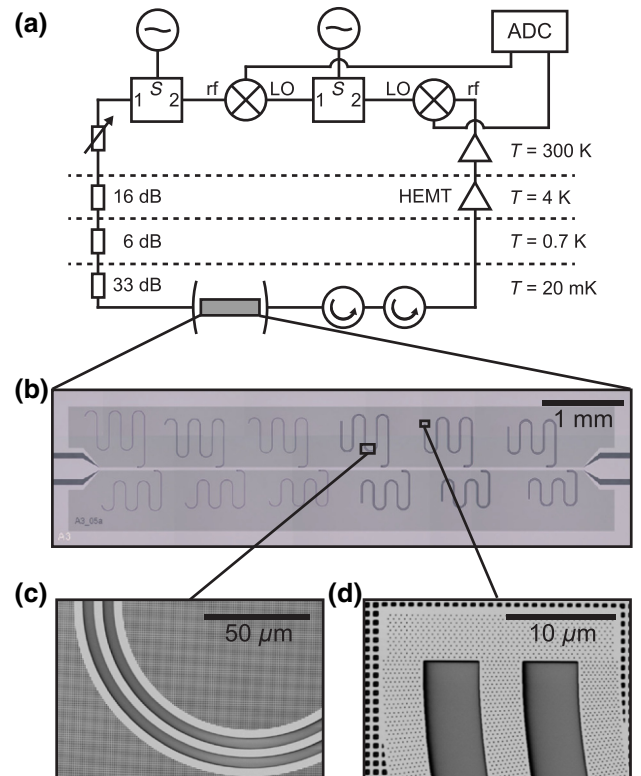 (a)
ADC
1 S 2
rf
LO
1 S 2
LO
rf
T = 300 K
16 dB
HEMT
T = 4 K
6 dB
T = 0.7 K
33 dB
T = 20 mK
(b)
1 mm
A3_05a
A3
(c)
50 µm
(d)
10 µm